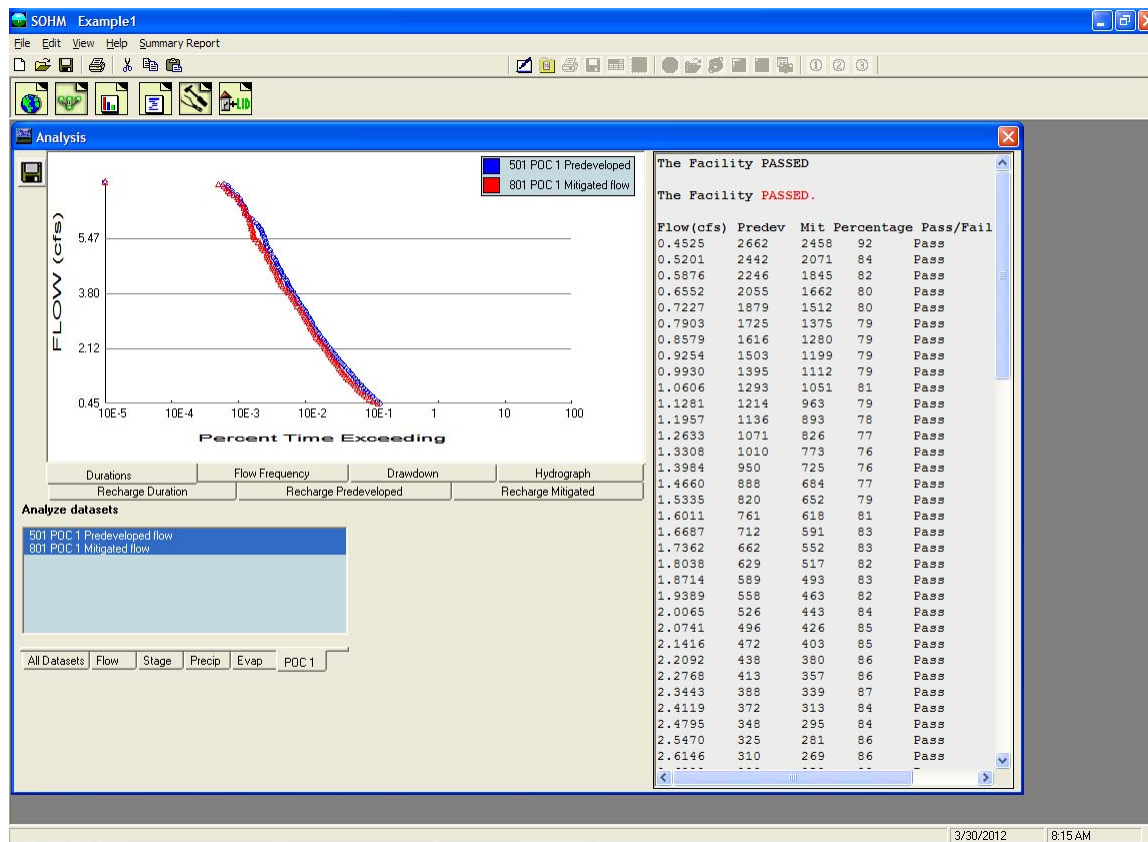 SOHM Example1
File Edit View Help Summary Report
+LID
Analysis
501 POC 1 Predeveloped
801 POC 1 Mitigated flow
FLOW (cfs)
5.47
3.80
2.12
0.45
10E-5 10E-4 10E-3 10E-2 10E-1 1 10 100
Percent Time Exceeding
Durations Flow Frequency Drawdown Hydrograph
Recharge Duration Recharge Predeveloped Recharge Mitigated
Analyze datasets
501 POC 1 Predeveloped flow
801 POC 1 Mitigated flow
All Datasets Flow Stage Precip Evap POC 1
The Facility PASSED
The Facility PASSED.
Flow(cfs) Predev Mit Percentage Pass/Fail
0.4525 2662 2458 92 Pass
0.5201 2442 2071 84 Pass
0.5876 2246 1845 82 Pass
0.6552 2055 1662 80 Pass
0.7227 1879 1512 80 Pass
0.7903 1725 1375 79 Pass
0.8579 1616 1280 79 Pass
0.9254 1503 1199 79 Pass
0.9930 1395 1112 79 Pass
1.0606 1293 1051 81 Pass
1.1281 1214 963 79 Pass
1.1957 1136 893 78 Pass
1.2633 1071 826 77 Pass
1.3308 1010 773 76 Pass
1.3984 950 725 76 Pass
1.4660 888 684 77 Pass
1.5335 820 652 79 Pass
1.6011 761 618 81 Pass
1.6687 712 591 83 Pass
1.7362 662 552 83 Pass
1.8038 629 517 82 Pass
1.8714 589 493 83 Pass
1.9389 558 463 82 Pass
2.0065 526 443 84 Pass
2.0741 496 426 85 Pass
2.1416 472 403 85 Pass
2.2092 438 380 86 Pass
2.2768 413 357 86 Pass
2.3443 388 339 87 Pass
2.4119 372 313 84 Pass
2.4795 348 295 84 Pass
2.5470 325 281 86 Pass
2.6146 310 269 86 Pass
3/30/2012 8:15 AM